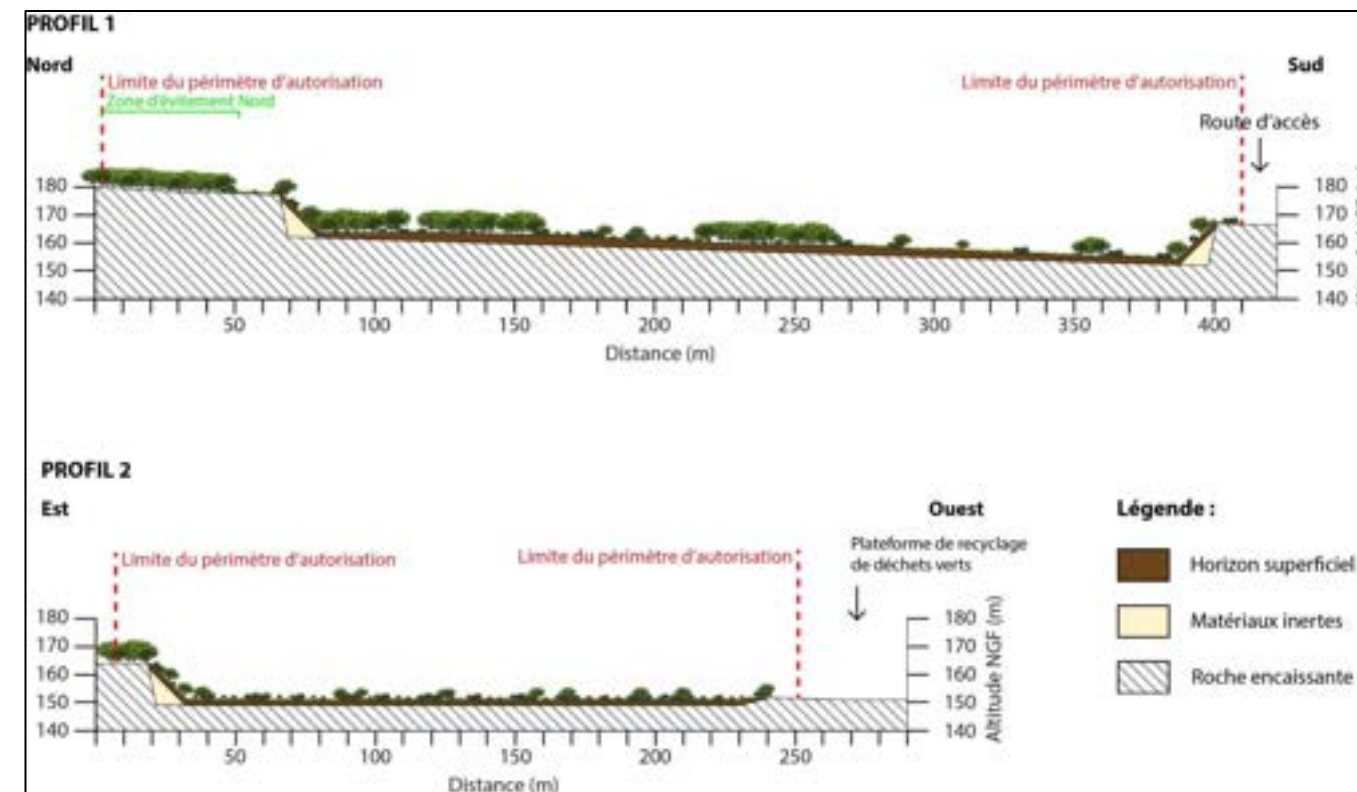 PROFIL 1
Nord
Sud
Limite du périmètre d'autorisation
Limite du périmètre d'autorisation
Zone d'évitement Nord
Route d'accès
180
180
170
170
160
160
150
150
140
140
50
100
150
200
250
300
350
400
Distance (m)
PROFIL 2
Est
Ouest
Légende :
Limite du périmètre d'autorisation
Limite du périmètre d'autorisation
Plateforme de recyclage
de déchets verts
Horizon superficiel
Matériaux inertes
Roche encaissante
180
180
170
170
160
160
150
150
140
140
Altitude NGF (m)
50
100
150
200
250
Distance (m)